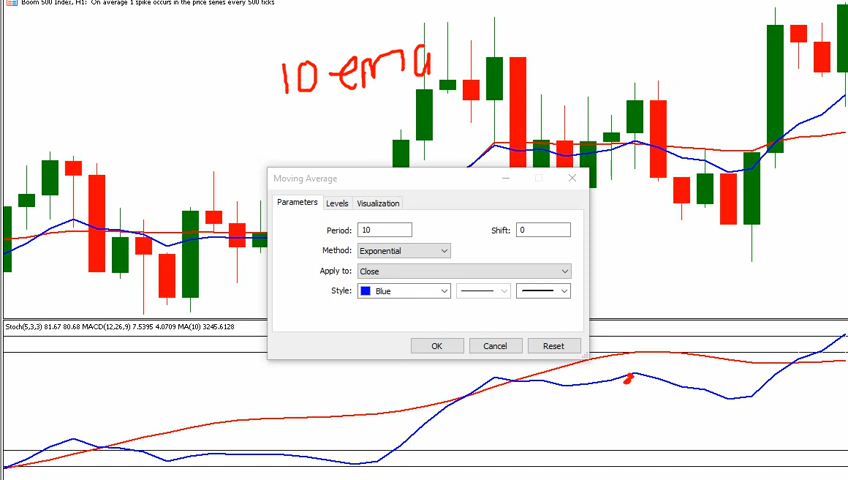 Boom 500 Index, H1: On average 1 spike occurs in the price series every 500 ticks
10 ema
Moving Average
Parameters Levels Visualization
Period: 10 Shift: 0
Method: Exponential
Apply to: Close
Style: Blue
OK Cancel Reset
Stoch(5,3,3) 81.67 80.68 MACD(12,26,9) 7.5395 4.0709 MA(10) 3245.6128